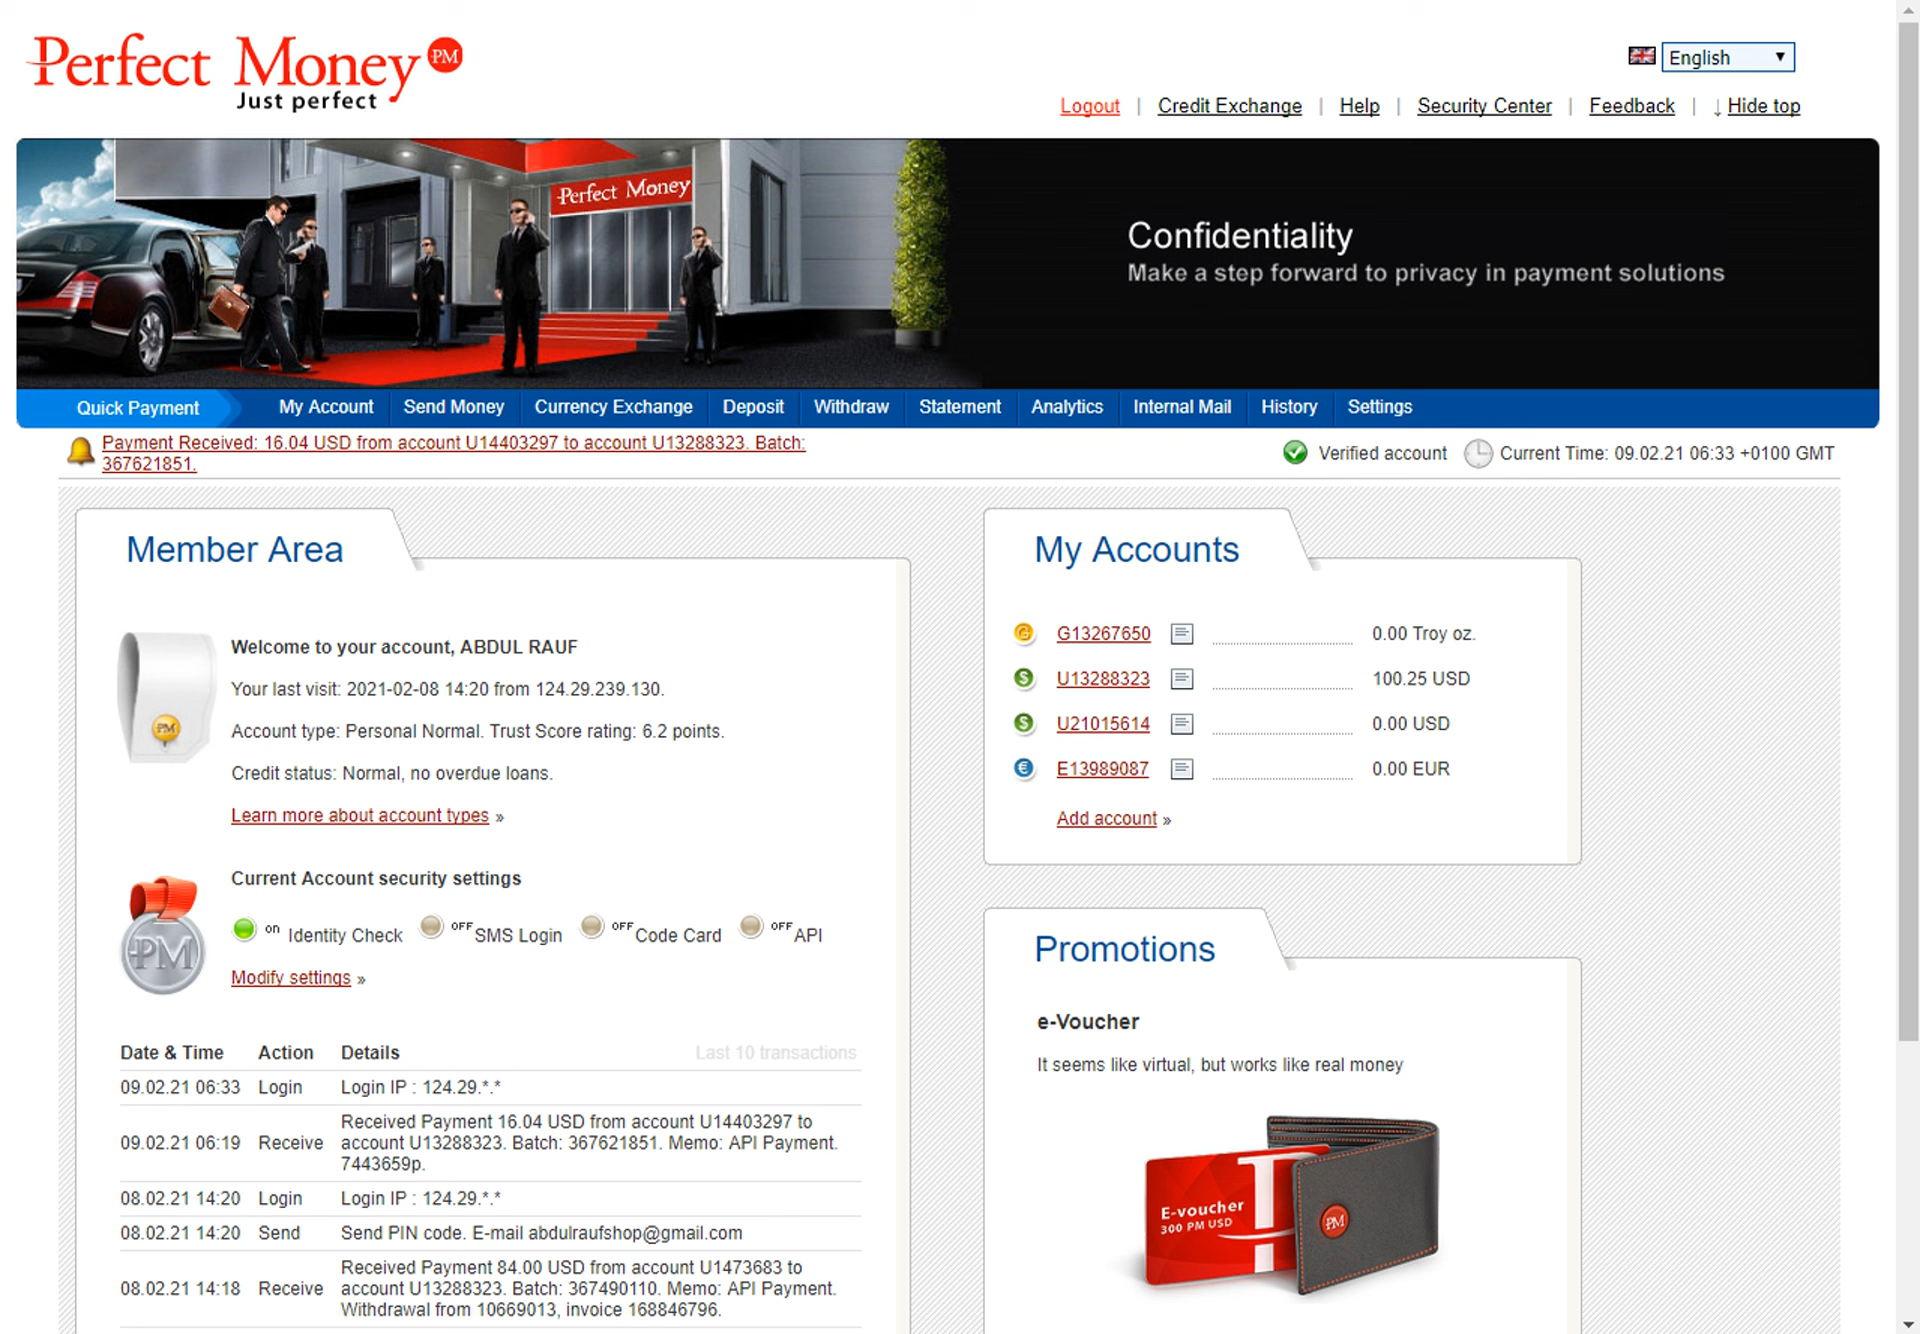 Perfect Money PM
Just perfect
English
Logout | Credit Exchange | Help | Security Center | Feedback | ↓ Hide top
Perfect Money
Confidentiality
Make a step forward to privacy in payment solutions
Quick Payment My Account Send Money Currency Exchange Deposit Withdraw Statement Analytics Internal Mail History Settings
Payment Received: 16.04 USD from account U14403297 to account U13288323. Batch:
367621851.
Verified account Current Time: 09.02.21 06:33 +0100 GMT
Member Area
Welcome to your account, ABDUL RAUF
Your last visit: 2021-02-08 14:20 from 124.29.239.130.
Account type: Personal Normal. Trust Score rating: 6.2 points.
Credit status: Normal, no overdue loans.
Learn more about account types »
PM
Current Account security settings
on Identity Check OFF SMS Login OFF Code Card OFF API
Modify settings »
PM
Date & Time Action Details Last 10 transactions
09.02.21 06:33 Login Login IP : 124.29.*.*
09.02.21 06:19 Receive Received Payment 16.04 USD from account U14403297 to
account U13288323. Batch: 367621851. Memo: API Payment.
7443659p.
08.02.21 14:20 Login Login IP : 124.29.*.*
08.02.21 14:20 Send Send PIN code. E-mail abdulraufshop@gmail.com
08.02.21 14:18 Receive Received Payment 84.00 USD from account U1473683 to
account U13288323. Batch: 367490110. Memo: API Payment.
Withdrawal from 10669013, invoice 168846796.
My Accounts
G13267650 0.00 Troy oz.
U13288323 100.25 USD
U21015614 0.00 USD
E13989087 0.00 EUR
Add account »
Promotions
e-Voucher
It seems like virtual, but works like real money
E-voucher
300 PM USD
PM